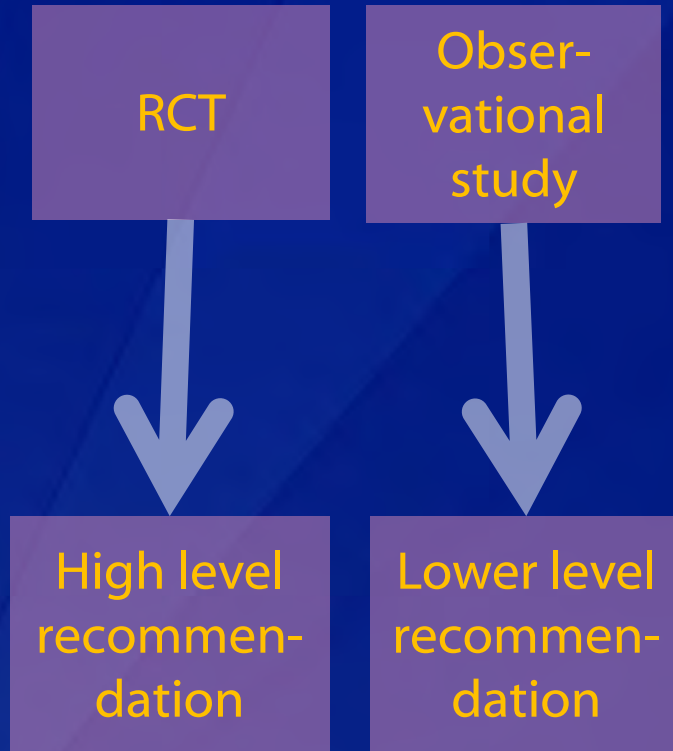 RCT
Obser-
vational
study
High level
recommen-
dation
Lower level
recommen-
dation